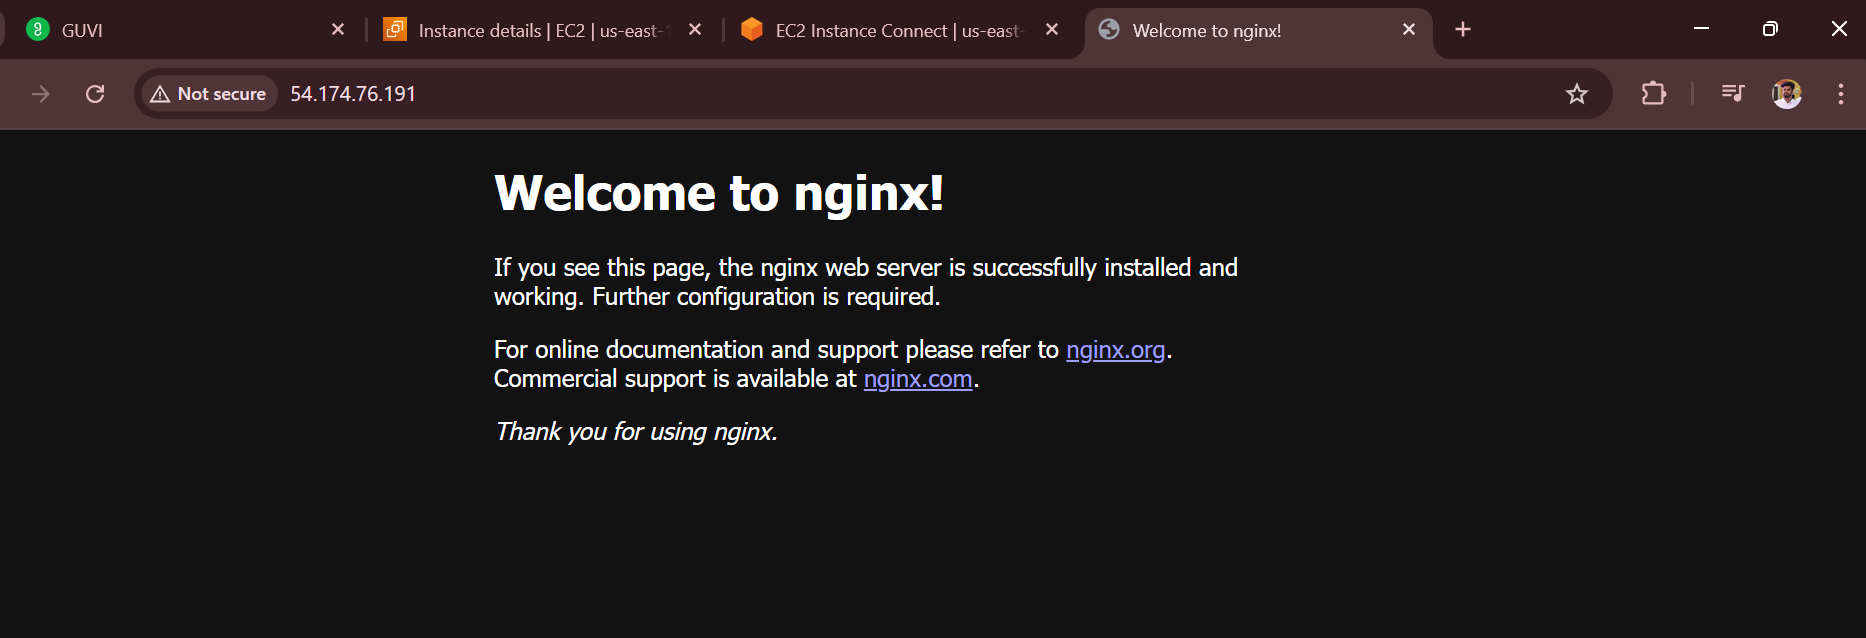 GUVI
Instance details | EC2 | us-east-1
EC2 Instance Connect | us-east-
Welcome to nginx!
Not secure
54.174.76.191
Welcome to nginx!
If you see this page, the nginx web server is successfully installed and
working. Further configuration is required.
For online documentation and support please refer to nginx.org.
Commercial support is available at nginx.com.
Thank you for using nginx.